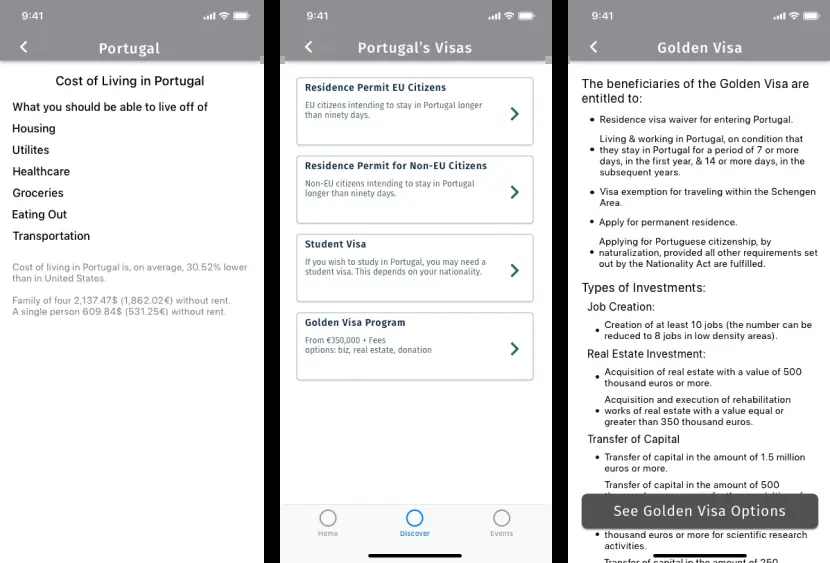 9:41
Portugal
Cost of Living in Portugal
What you should be able to live off of
Housing
Utilites
Healthcare
Groceries
Eating Out
Transportation
Cost of living in Portugal is, on average, 30.52% lower
than in United States.
Family of four 2,137.47$ (1,862.02€) without rent.
A single person 609.84$ (531.25€) without rent.
9:41
Portugal's Visas
Residence Permit EU Citizens
EU citizens intending to stay in Portugal longer
than ninety days.
Residence Permit for Non-EU Citizens
Non-EU citizens intending to stay in Portugal
longer than ninety days.
Student Visa
If you wish to study in Portugal, you may need a
student visa. This depends on your nationality.
Golden Visa Program
From €350,000 + Fees
options: biz, real estate, donation
Home
Discover
Events
9:41
Golden Visa
The beneficiaries of the Golden Visa are
entitled to:
• Residence visa waiver for entering Portugal.
Living & working in Portugal, on condition that
• they stay in Portugal for a period of 7 or more
days, in the first year, & 14 or more days, in the
subsequent years.
• Visa exemption for traveling within the Schengen
Area.
• Apply for permanent residence.
Applying for Portuguese citizenship, by
• naturalization, provided all other requirements set
out by the Nationality Act are fulfilled.
Types of Investments:
Job Creation:
• Creation of at least 10 jobs (the number can be
reduced to 8 jobs in low density areas).
Real Estate Investment:
• Acquisition of real estate with a value of 500
thousand euros or more.
Acquisition and execution of rehabilitation
• works of real estate with a value equal or
greater than 350 thousand euros.
Transfer of Capital
• Transfer of capital in the amount of 1.5 million
euros or more.
Transfer of capital in the amount of 500
See Golden Visa Options
thousand euros or more for scientific research
activities.
Transfer of capital in the amount of 250